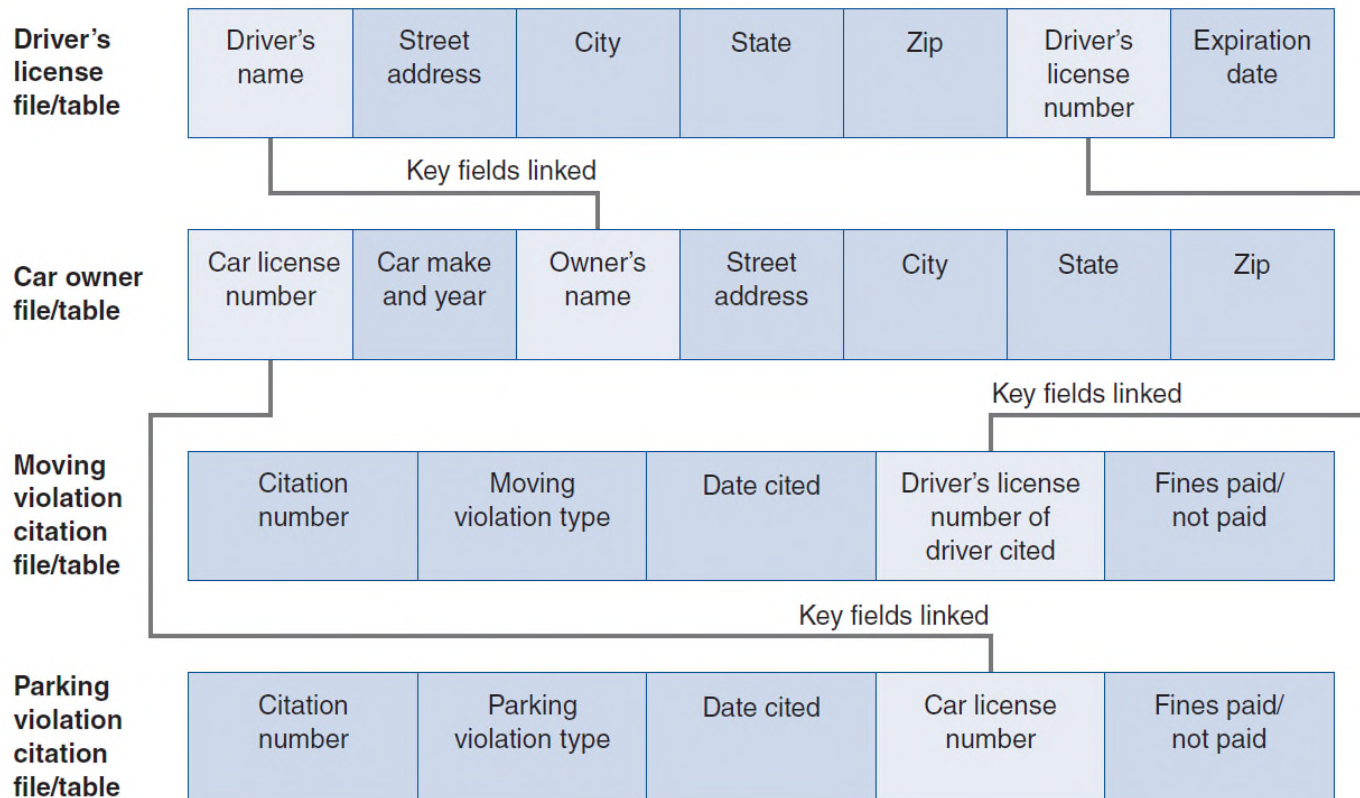 Driver's
license
file/table
Driver's
name
Street
address
City
State
Zip
Driver's
license
number
Expiration
date
Key fields linked
Car owner
file/table
Car license
number
Car make
and year
Owner's
name
Street
address
City
State
Zip
Key fields linked
Moving
violation
citation
file/table
Citation
number
Moving
violation type
Date cited
Driver's license
number of
driver cited
Fines paid/
not paid
Key fields linked
Parking
violation
citation
file/table
Citation
number
Parking
violation type
Date cited
Car license
number
Fines paid/
not paid